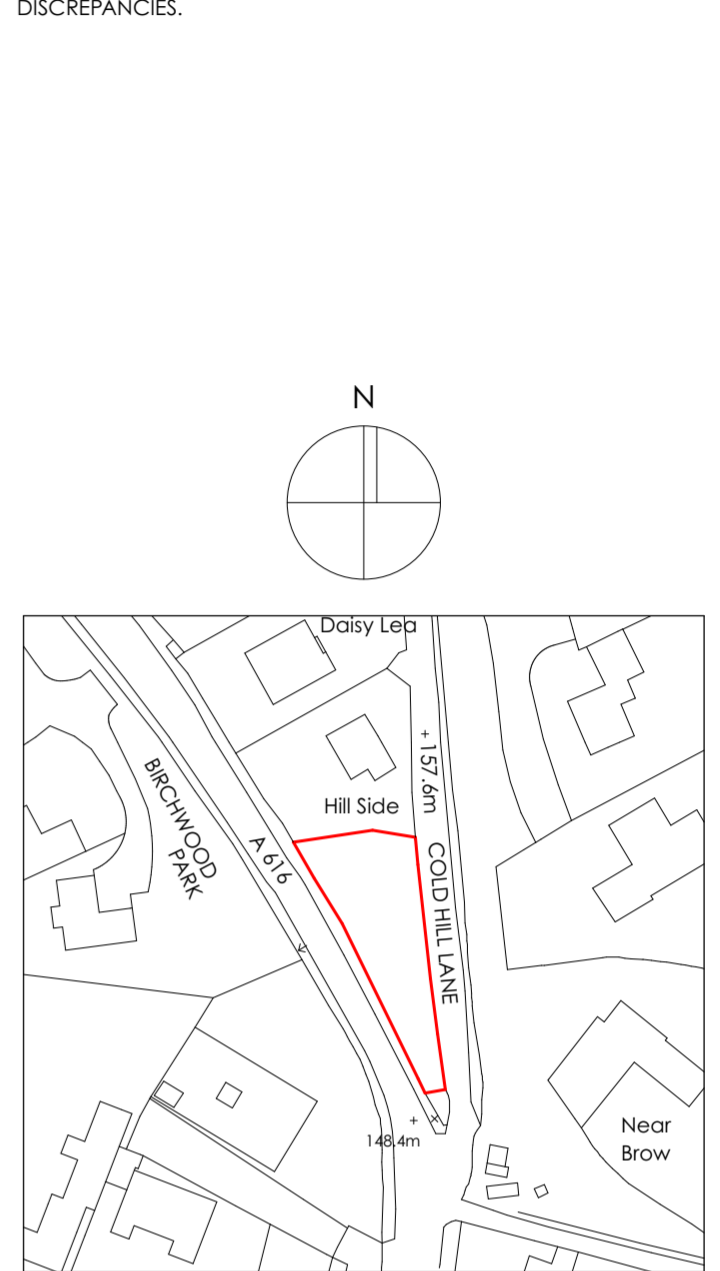 DISCREPANCIES.
N
Daisy Lea
+ 157.6m
BIRCHWOOD
PARK
Hill Side
A 616
COLD HILL LANE
+
148.4m
Near
Brow